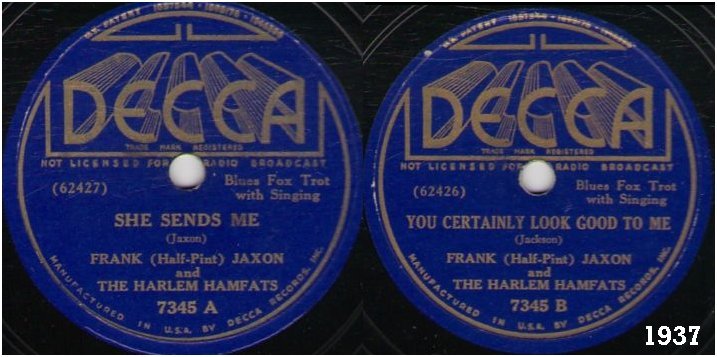 U.S. PATENT
DECCA
TRADE MARK REGISTERED
NOT LICENSED FOR RADIO BROADCAST
(62427)
Blues Fox Trot
with Singing
SHE SENDS ME
(Jaxon)
FRANK (Half-Pint) JAXON
and
THE HARLEM HAMFATS
7345 A
MANUFACTURED IN U.S.A. BY DECCA RECORDS, INC.
U.S. PATENT
DECCA
TRADE MARK REGISTERED
NOT LICENSED FOR RADIO BROADCAST
(62426)
Blues Fox Trot
with Singing
YOU CERTAINLY LOOK GOOD TO ME
(Jackson)
FRANK (Half-Pint) JAXON
and
THE HARLEM HAMFATS
7345 B
MANUFACTURED IN U.S.A. BY DECCA RECORDS, INC.
1937